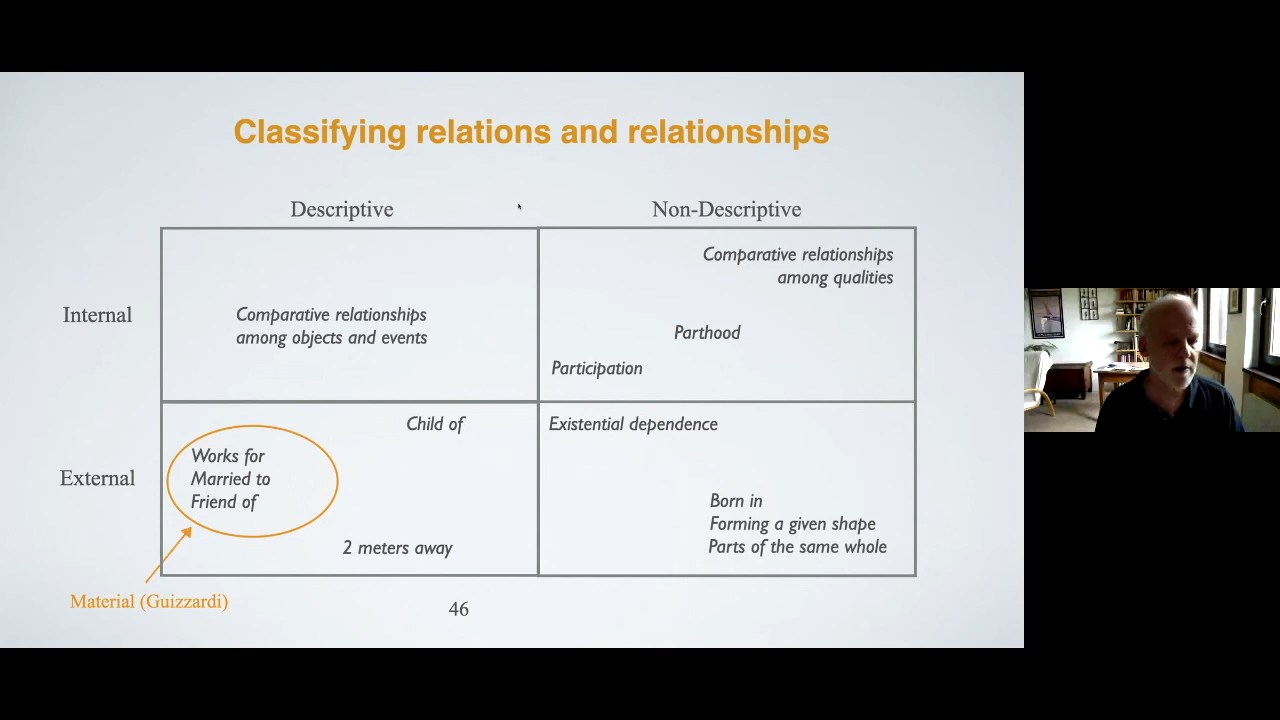 Classifying relations and relationships
Descriptive
Non-Descriptive
Internal
Comparative relationships
among objects and events
Comparative relationships
among qualities
Parthood
Participation
External
Child of
Works for
Married to
Friend of
2 meters away
Existential dependence
Born in
Forming a given shape
Parts of the same whole
Material (Guizzardi)
46